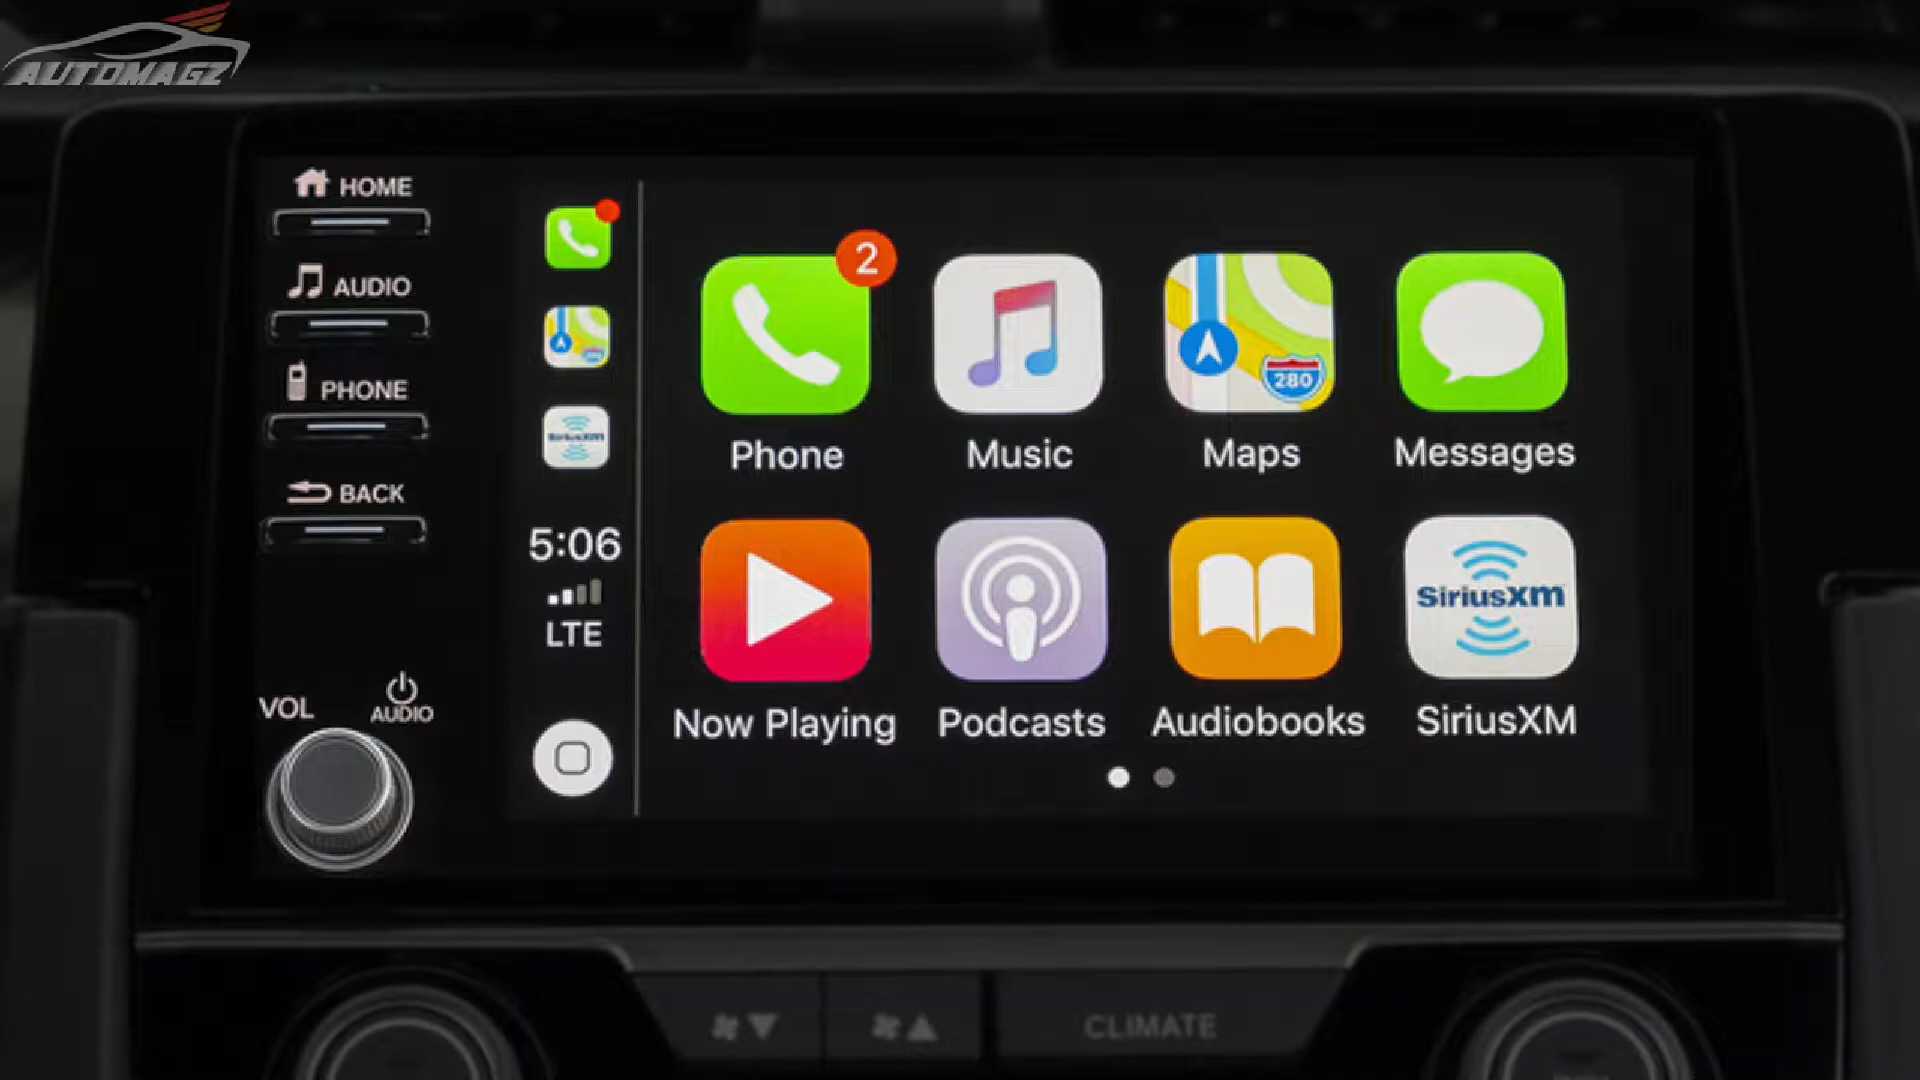 AUTOMAGZ
HOME
AUDIO
PHONE
BACK
VOL
AUDIO
SiriusXM
5:06
LTE
2
280
Phone
Music
Maps
Messages
SiriusXM
Now Playing
Podcasts
Audiobooks
SiriusXM
CLIMATE